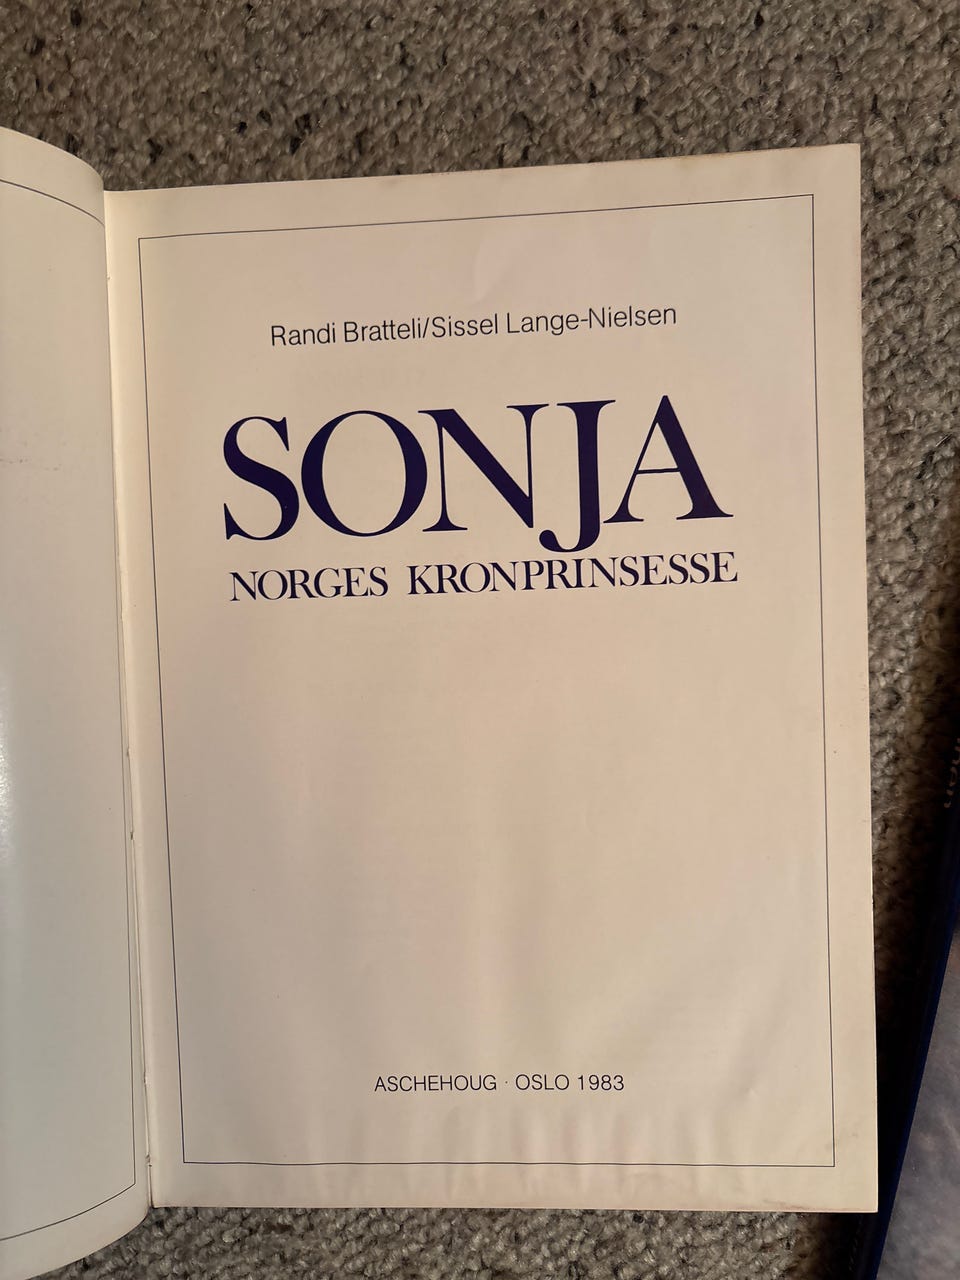 Randi Bratteli/Sissel Lange-Nielsen
SONJA
NORGES KRONPRINSESSE
ASCHEHOUG · OSLO 1983